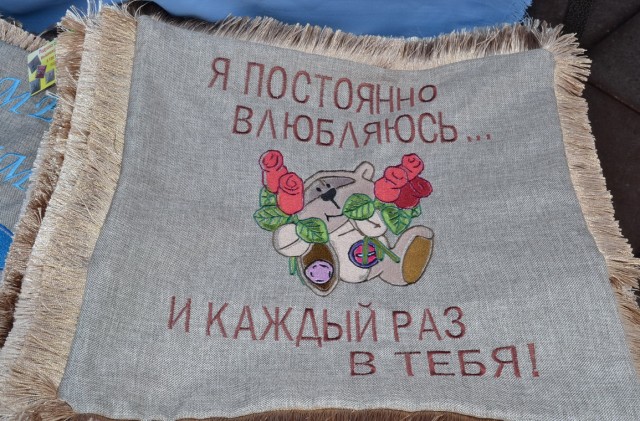 Я ПОСТОЯННО
ВЛЮБЛЯЮСЬ...
И КАЖДЫЙ РАЗ
В ТЕБЯ!